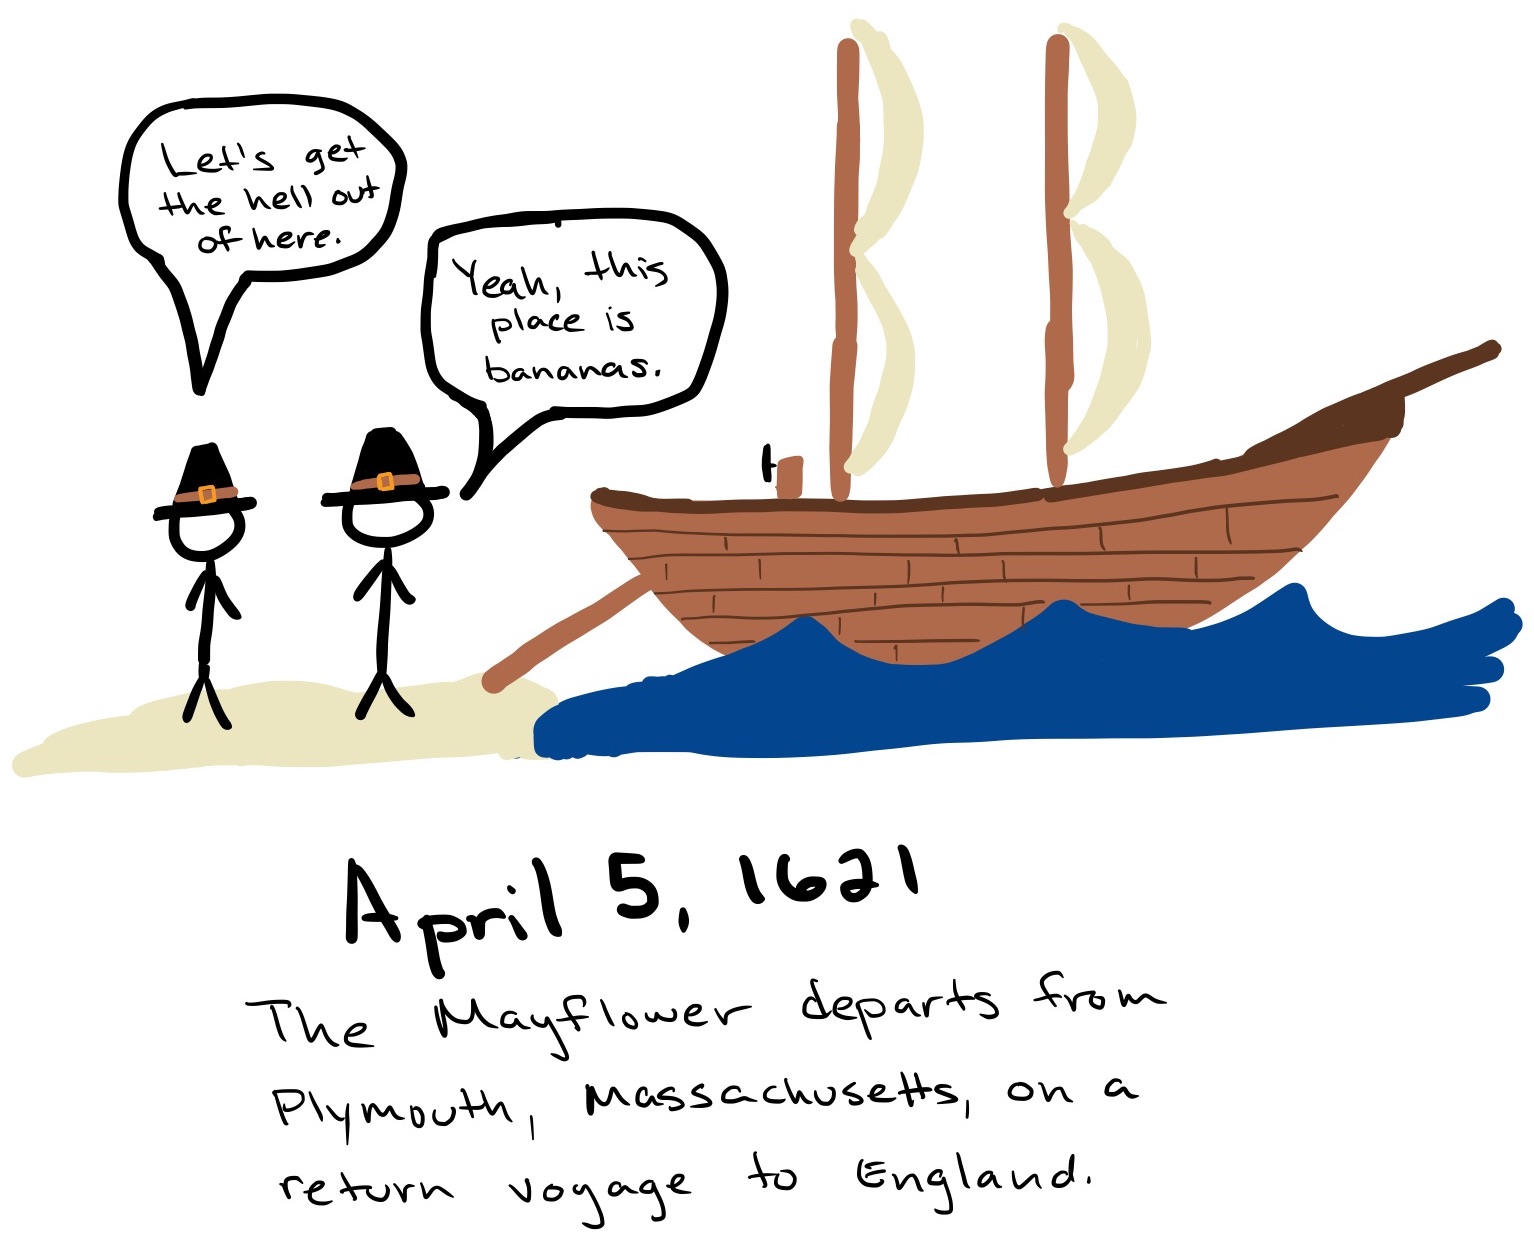 Let's get
the hell out
of here.
Yeah, this
place is
bananas.
April 5, 1621
The Mayflower departs from
Plymouth, Massachusetts, on a
return voyage to England.